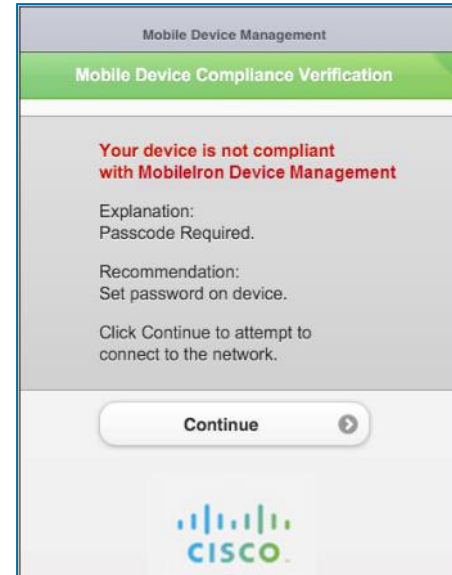 Mobile Device Management
Mobile Device Compliance Verification
Your device is not compliant
with MobileIron Device Management
Explanation:
Passcode Required.
Recommendation:
Set password on device.
Click Continue to attempt to
connect to the network.
Continue
CISCO